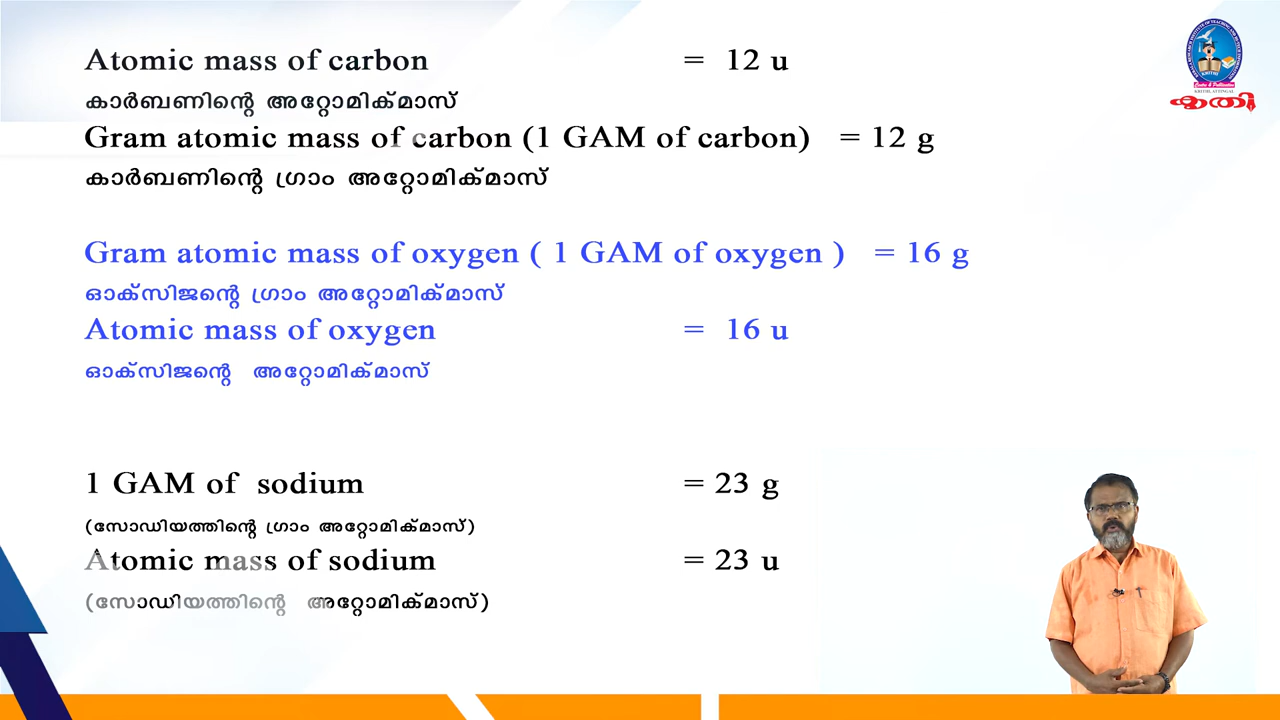 Atomic mass of carbon = 12 u
കാർബണിന്റെ അറ്റോമിക്മാസ്
Gram atomic mass of carbon (1 GAM of carbon) = 12 g
കാർബണിന്റെ ഗ്രാം അറ്റോമിക്മാസ്
Gram atomic mass of oxygen ( 1 GAM of oxygen ) = 16 g
ഓക്സിജന്റെ ഗ്രാം അറ്റോമിക്മാസ്
Atomic mass of oxygen = 16 u
ഓക്സിജന്റെ അറ്റോമിക്മാസ്
1 GAM of sodium = 23 g
(സോഡിയത്തിന്റെ ഗ്രാം അറ്റോമിക്മാസ്)
Atomic mass of sodium = 23 u
(സോഡിയത്തിന്റെ അറ്റോമിക്മാസ്)
കൃതി